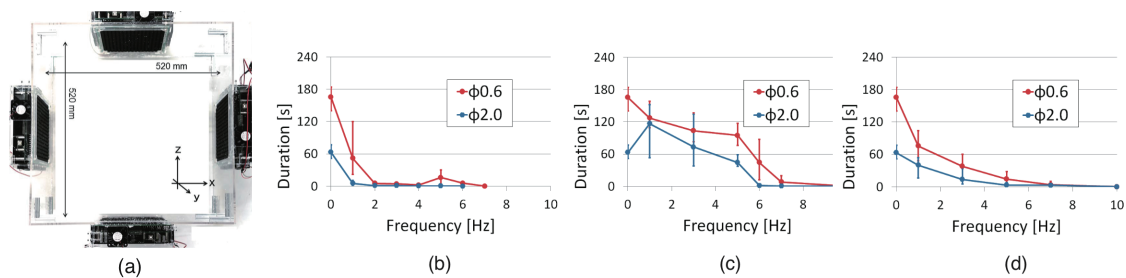 520 mm
520 mm
z
x
y
(a)
Duration [s]
240
180
120
60
0
0
2
4
6
8
10
Frequency [Hz]
ϕ0.6
ϕ2.0
(b)
Duration [s]
240
180
120
60
0
0
2
4
6
8
Frequency [Hz]
ϕ0.6
ϕ2.0
(c)
Duration [s]
240
180
120
60
0
0
2
4
6
8
10
Frequency [Hz]
ϕ0.6
ϕ2.0
(d)